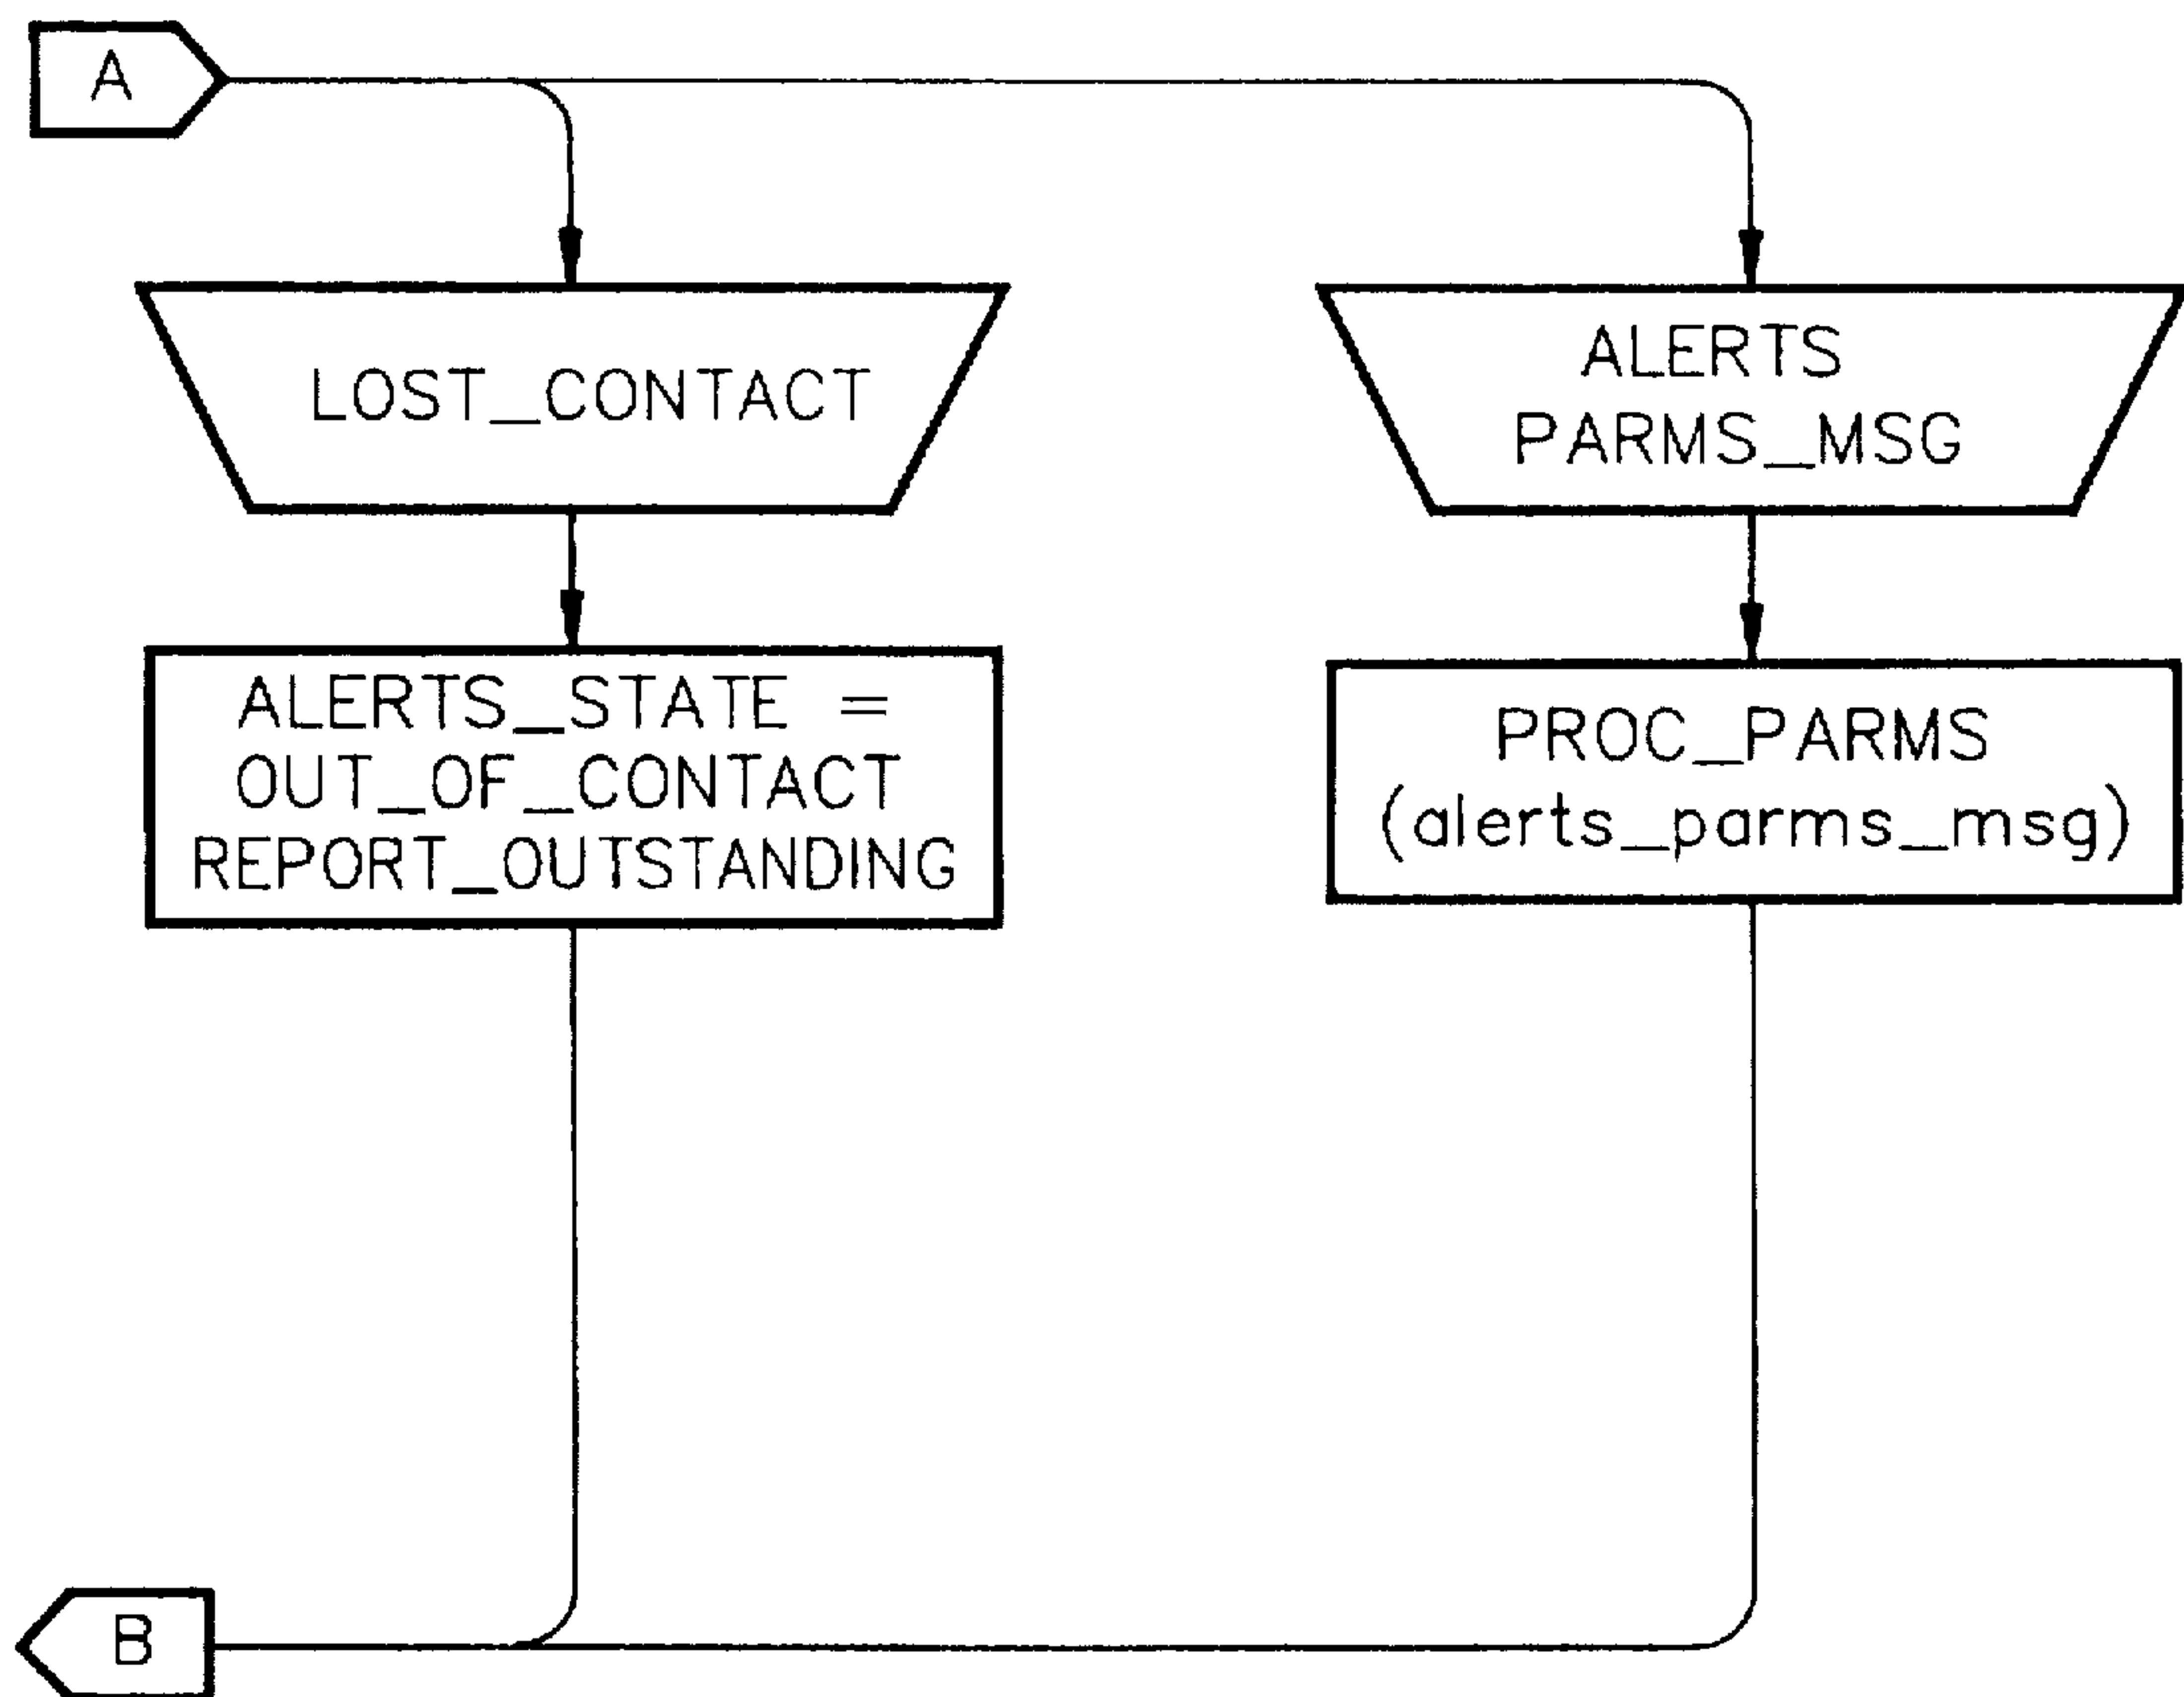 A
LOST_CONTACT
ALERTS
PARMS_MSG
ALERTS_STATE =
OUT_OF_CONTACT
REPORT_OUTSTANDING
PROC_PARMS
(alerts_parms_msg)
B